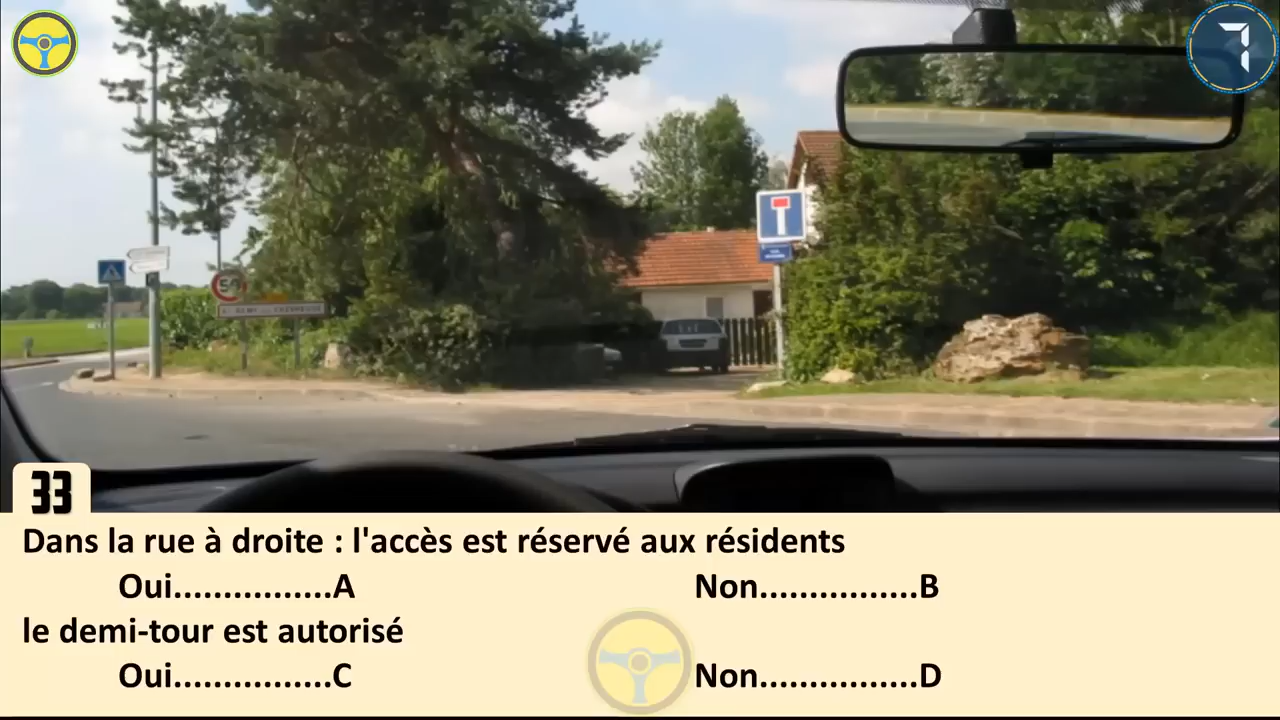 7
50
33
Dans la rue à droite : l'accès est réservé aux résidents
Oui................A
Non................B
le demi-tour est autorisé
Oui................C
Non................D